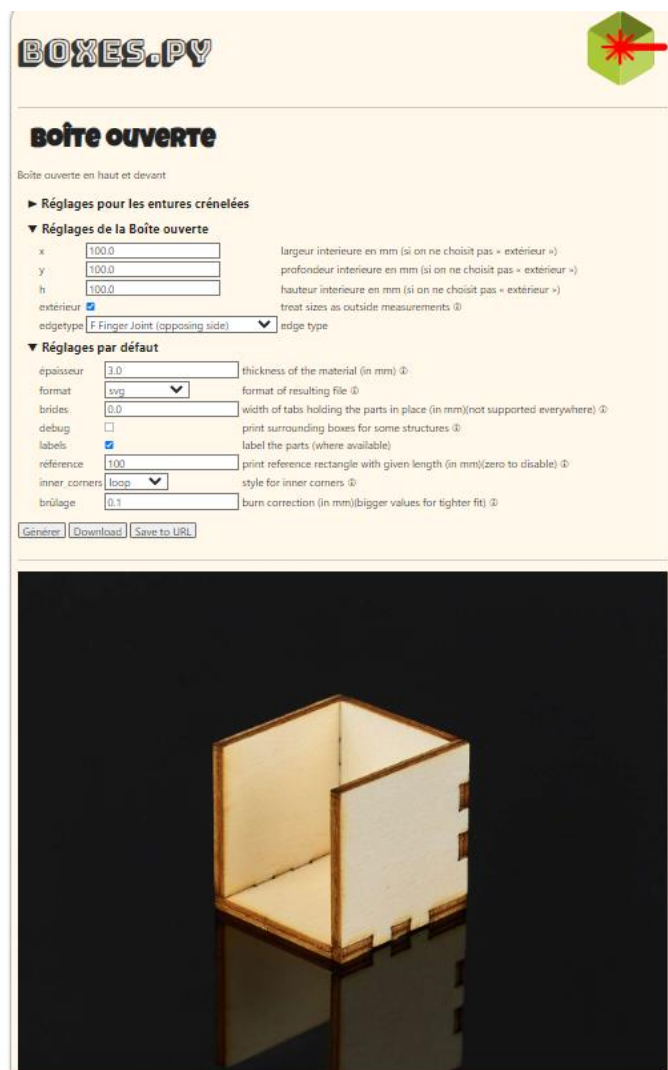 BOXES.PY
BOÎTE OUVERTE
Boîte ouverte en haut et devant
► Réglages pour les entures crénelées
▼ Réglages de la Boîte ouverte
x 100.0 largeur interieure en mm (si on ne choisit pas « extérieur »)
y 100.0 profondeur interieure en mm (si on ne choisit pas « extérieur »)
h 100.0 hauteur interieure en mm (si on ne choisit pas « extérieur »)
extérieur treat sizes as outside measurements 🛈
edgetype F Finger Joint (opposing side) edge type
▼ Réglages par défaut
épaisseur 3.0 thickness of the material (in mm) 🛈
format svg format of resulting file 🛈
brides 0.0 width of tabs holding the parts in place (in mm)(not supported everywhere) 🛈
debug print surrounding boxes for some structures 🛈
labels label the parts (where available)
référence 100 print reference rectangle with given length (in mm)(zero to disable) 🛈
inner_corners loop style for inner corners 🛈
brûlage 0.1 burn correction (in mm)(bigger values for tighter fit) 🛈
Générer Download Save to URL